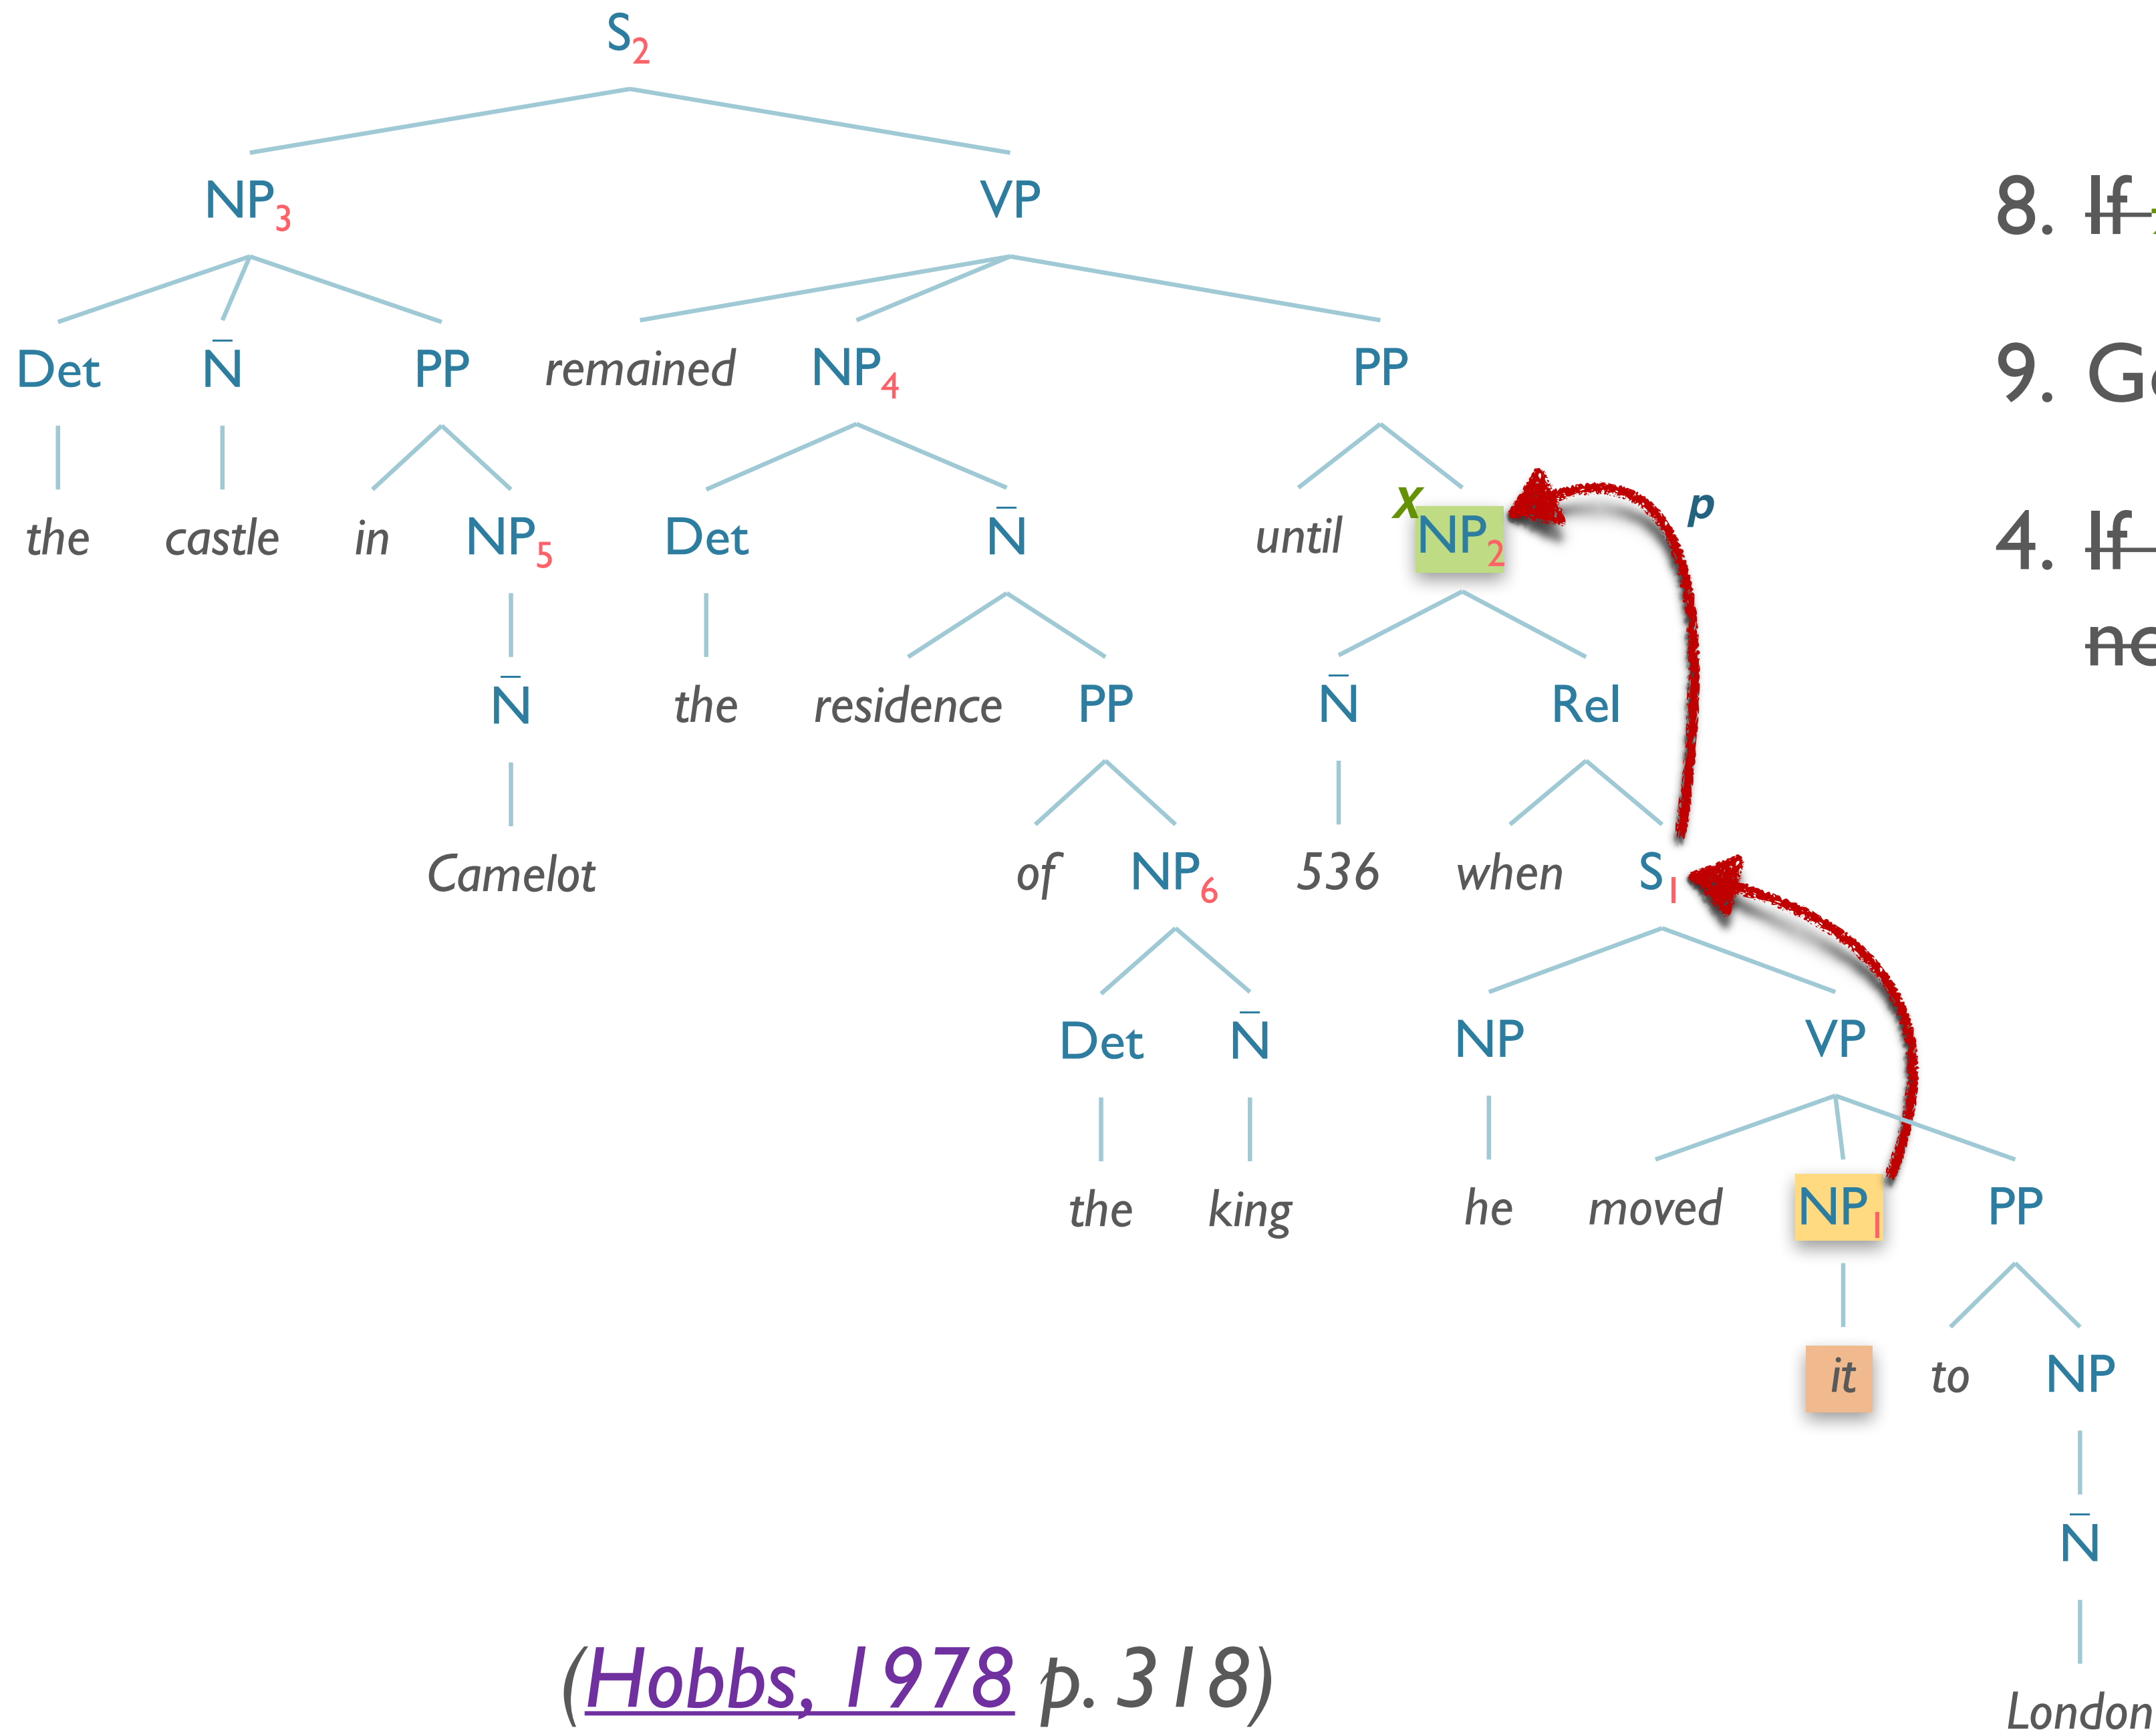 S2
NP3 VP
8. If
Det N̄ PP remained NP4 PP
9. G
the castle in NP5 Det N̄ until x NP2 p
4. If
ne
N̄ the residence PP N̄ Rel
Camelot of NP6 536 when S1
Det N̄ NP VP
the king he moved NP1 PP
it to NP
N̄
(Hobbs, 1978 p. 318)
London